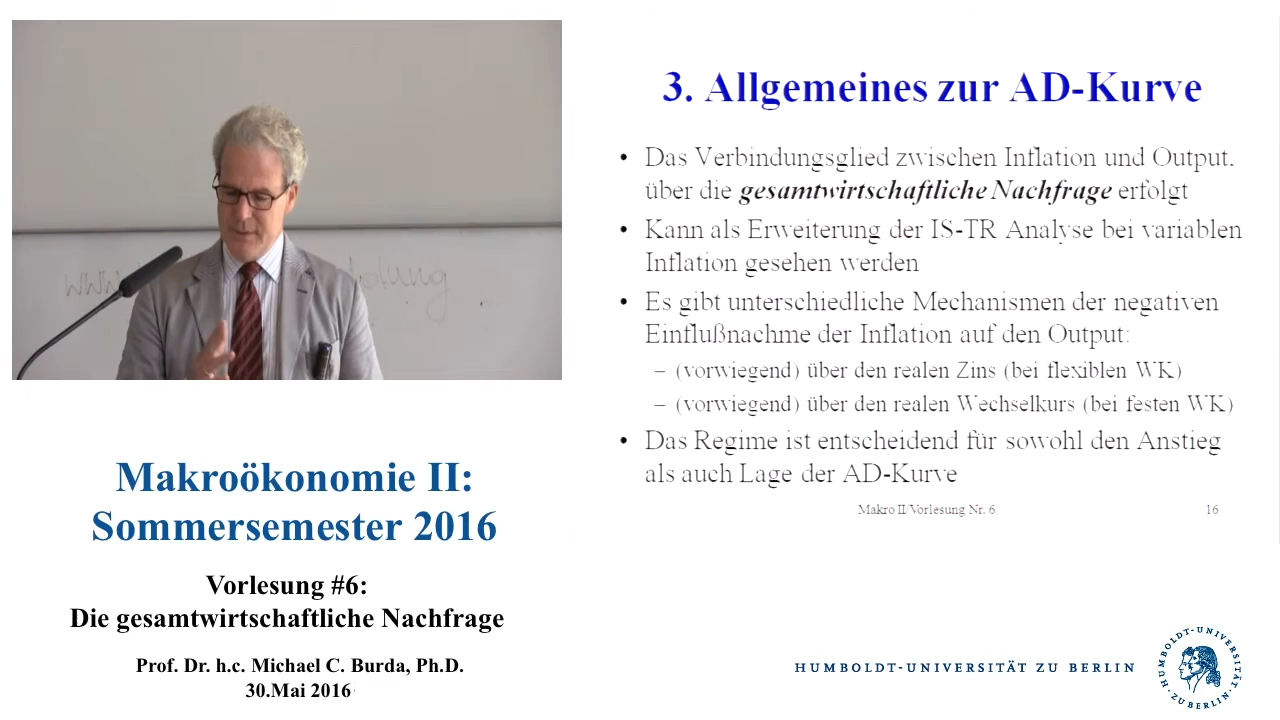 3. Allgemeines zur AD-Kurve
• Das Verbindungsglied zwischen Inflation und Output,
über die gesamtwirtschaftliche Nachfrage erfolgt
• Kann als Erweiterung der IS-TR Analyse bei variablen
Inflation gesehen werden
• Es gibt unterschiedliche Mechanismen der negativen
Einflußnahme der Inflation auf den Output:
– (vorwiegend) über den realen Zins (bei flexiblen WK)
– (vorwiegend) über den realen Wechselkurs (bei festen WK)
• Das Regime ist entscheidend für sowohl den Anstieg
als auch Lage der AD-Kurve
Makro II/Vorlesung Nr. 6
16
www
Makroökonomie II:
Sommersemester 2016
Vorlesung #6:
Die gesamtwirtschaftliche Nachfrage
Prof. Dr. h.c. Michael C. Burda, Ph.D.
30.Mai 2016
HUMBOLDT-UNIVERSITÄT ZU BERLIN
HUMBOLDT-UNIVERSITÄT
ZU BERLIN